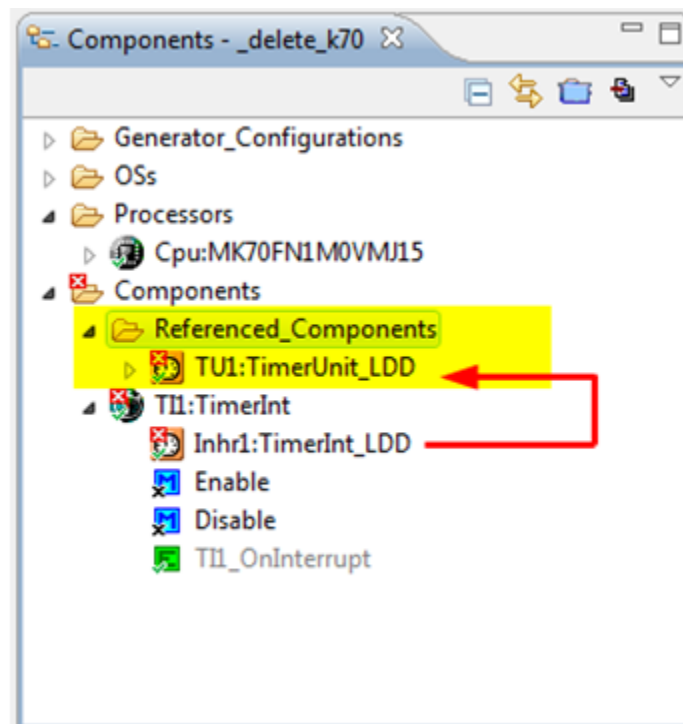 Components - _delete_k70
Generator_Configurations
OSs
Processors
Cpu:MK70FN1M0VMJ15
Components
Referenced_Components
TU1:TimerUnit_LDD
TI1:TimerInt
Inhr1:TimerInt_LDD
Enable
Disable
TI1_OnInterrupt